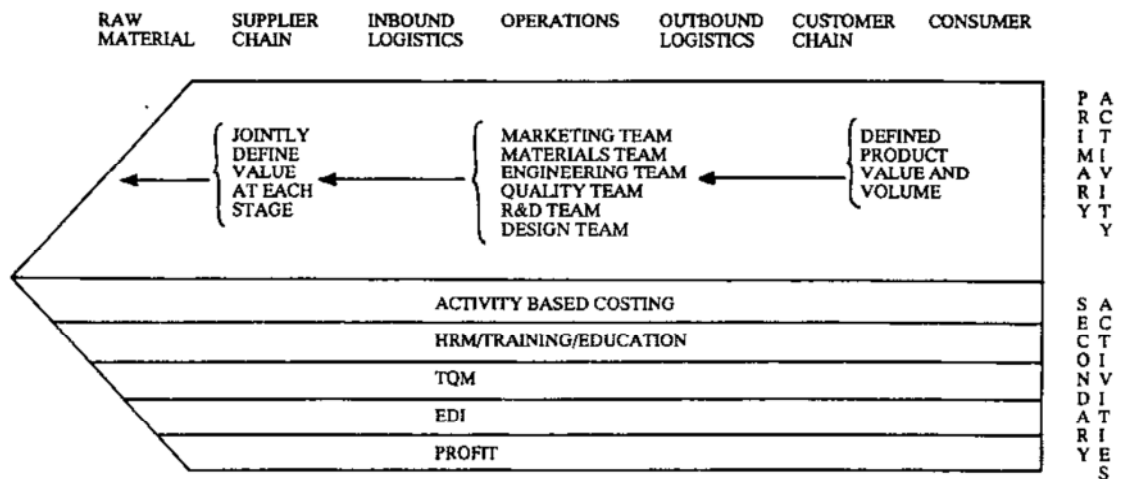 RAW MATERIAL
SUPPLIER CHAIN
INBOUND LOGISTICS
OPERATIONS
OUTBOUND LOGISTICS
CUSTOMER CHAIN
CONSUMER
JOINTLY
DEFINE
VALUE
AT EACH
STAGE
MARKETING TEAM
MATERIALS TEAM
ENGINEERING TEAM
QUALITY TEAM
R&D TEAM
DESIGN TEAM
DEFINED
PRODUCT
VALUE AND
VOLUME
PRIMARY
ACTIVITY
ACTIVITY BASED COSTING
HRM/TRAINING/EDUCATION
TQM
EDI
PROFIT
SECONDARY
ACTIVITIES